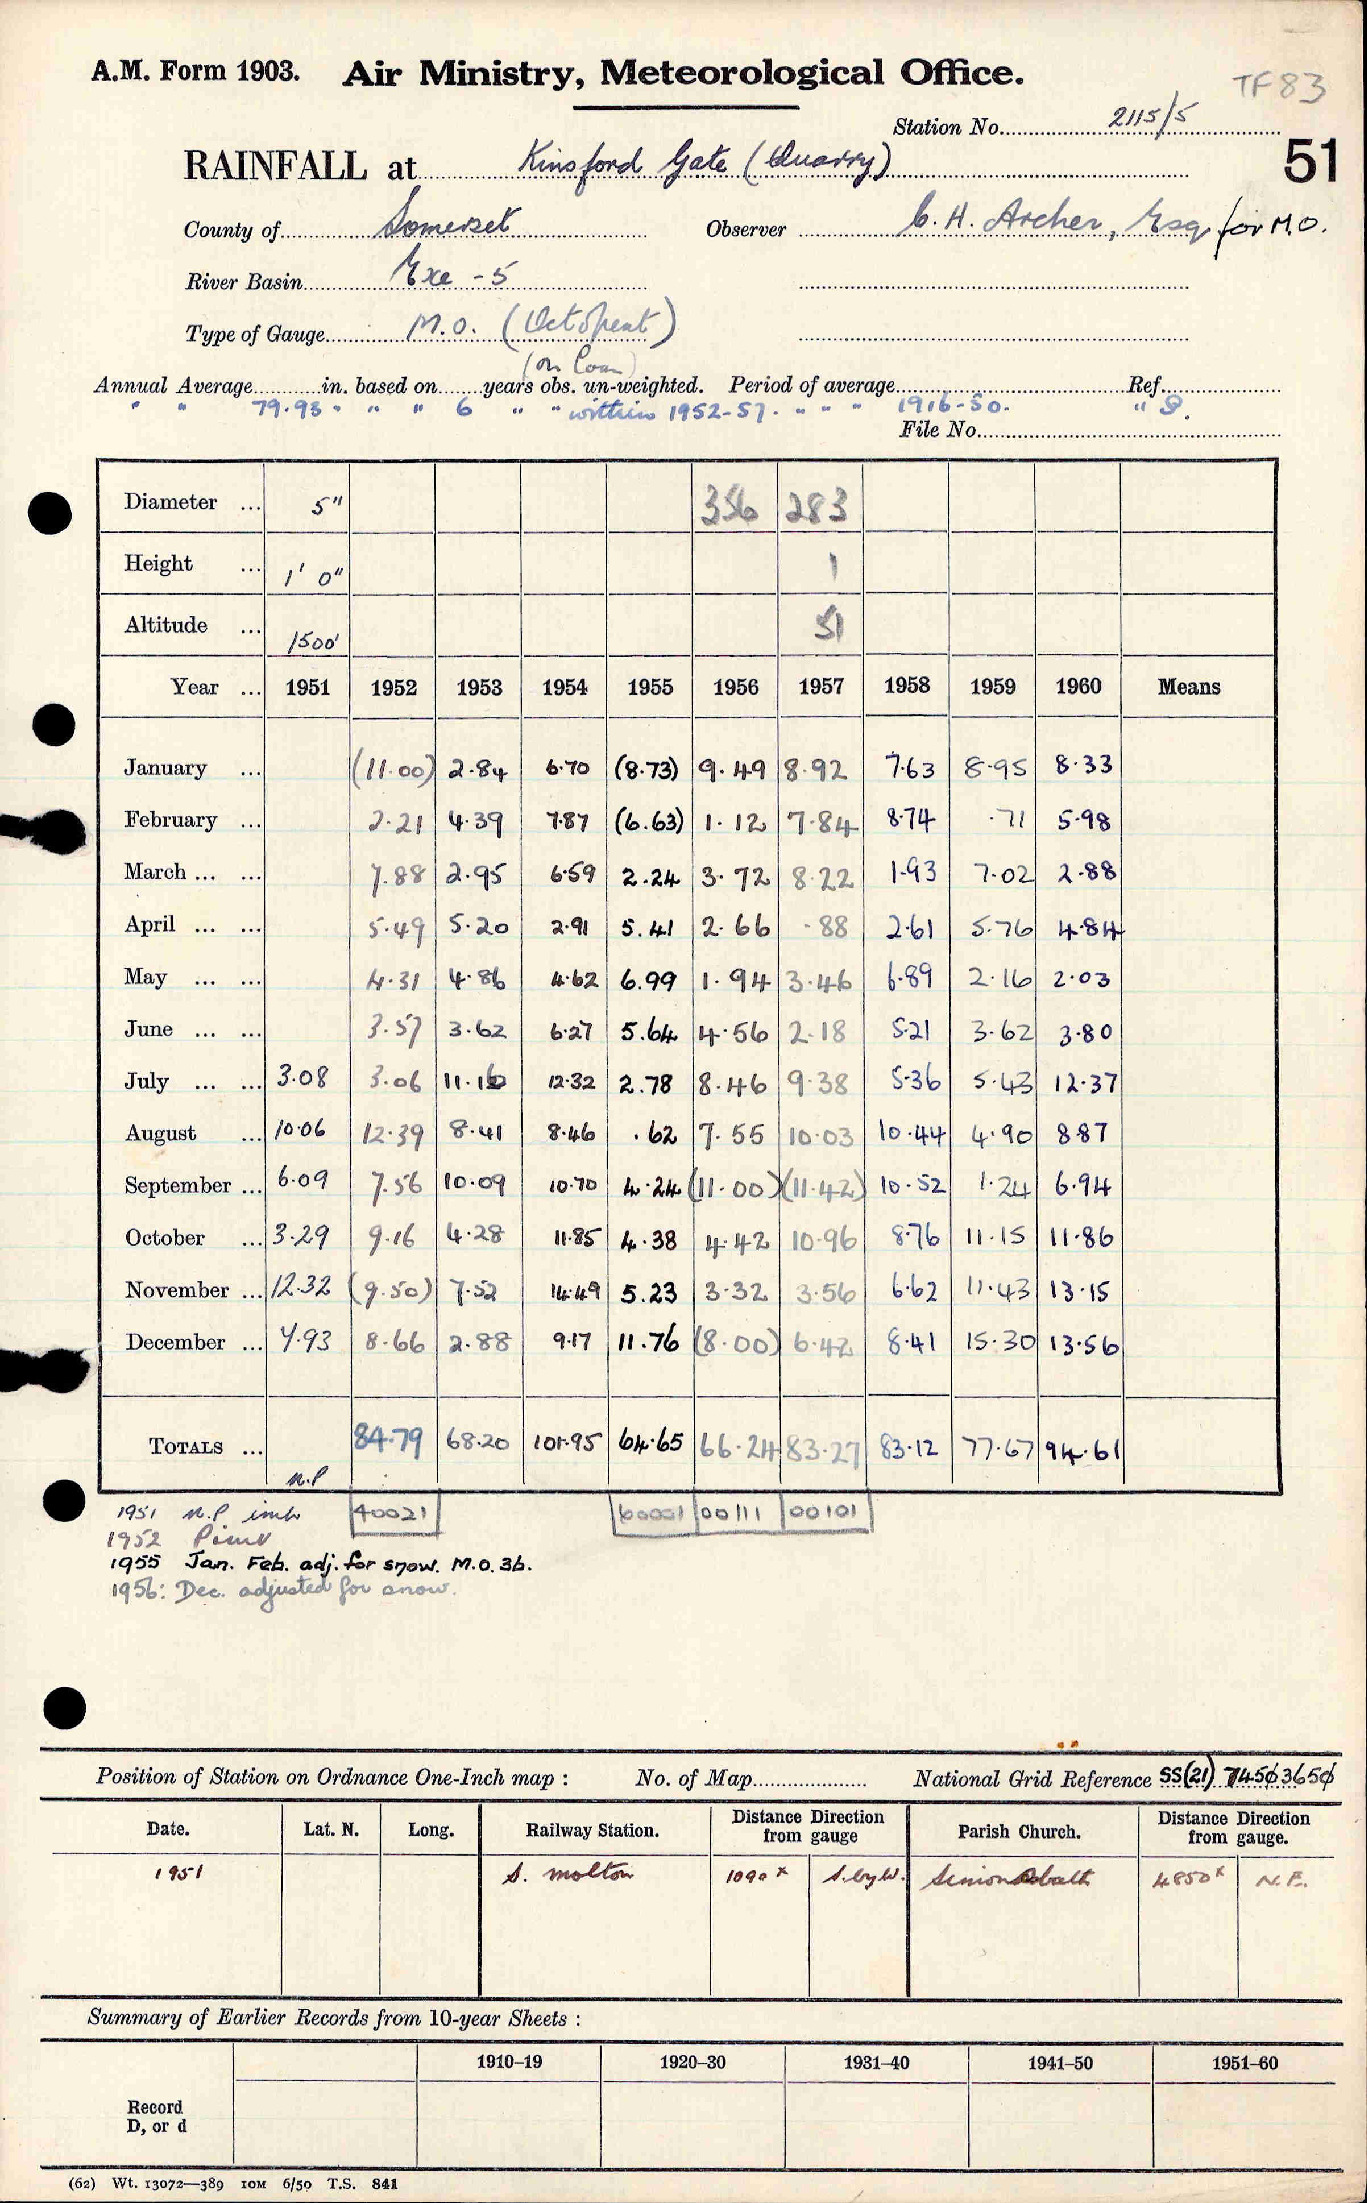 TF 83
A.M. Form 1903. Air Ministry, Meteorological Office.
Station No. 2115/5
51
RAINFALL at Kinsford Gate (Quarry)
County of Somerset Observer C. H. Archer, Esq for M.O.
River Basin Exe - 5
Type of Gauge M.O. (Octapent)
(on loan)
Annual Average in. based on years obs. un-weighted. Period of average Ref.
" " 79.93 " " " 6 " " within 1952-57. " " " 1916-50. " S.
File No.
Diameter ... 5" 356 283
Height ... 1' 0" 1
Altitude ... 1500' 51
Year ... 1951 1952 1953 1954 1955 1956 1957 1958 1959 1960 Means
January ... (11.00) 2.84 6.70 (8.73) 9.49 8.92 7.63 8.95 8.33
February ... 2.21 4.39 7.87 (6.63) 1.12 7.84 8.74 .71 5.98
March ... ... 7.88 2.95 6.59 2.24 3.72 8.22 1.93 7.02 2.88
April ... ... 5.49 5.20 2.91 5.41 2.66 .88 2.61 5.76 4.84
May ... ... 4.31 4.86 4.62 6.99 1.94 3.46 6.89 2.16 2.03
June ... ... 3.57 3.62 6.27 5.64 4.56 2.18 5.21 3.62 3.80
July ... ... 3.08 3.06 11.16 12.32 2.78 8.46 9.38 5.36 5.43 12.37
August ... 10.06 12.39 8.41 8.46 .62 7.55 10.03 10.44 4.90 8.87
September ... 6.09 7.56 10.09 10.70 4.24 (11.00) (11.42) 10.52 1.24 6.94
October ... 3.29 9.16 4.28 11.85 4.38 4.42 10.96 8.76 11.15 11.86
November ... 12.32 (9.50) 7.52 14.49 5.23 3.32 3.56 6.62 11.43 13.15
December ... 7.93 8.66 2.88 9.17 11.76 (8.00) 6.42 8.41 15.30 13.56
TOTALS ... 84.79 68.20 101.95 64.65 66.24 83.27 83.12 77.67 94.61
n.P
1951 n.P 40021 60001 00111 00101
1952
1955 Jan. Feb. adj. for snow. M.O.3b.
1956: Dec. adjusted for snow.
Position of Station on Ordnance One-Inch map : No. of Map National Grid Reference SS(21) 7450 3650
Date. Lat. N. Long. Railway Station. Distance Direction from gauge Parish Church. Distance Direction from gauge.
1951 S. Molton S. by W. 4850x N.E.
Summary of Earlier Records from 10-year Sheets :
1910–19 1920–30 1931–40 1941–50 1951–60
Record
D, or d
(62) Wt. 13072—389 10M 6/50 T.S. 841